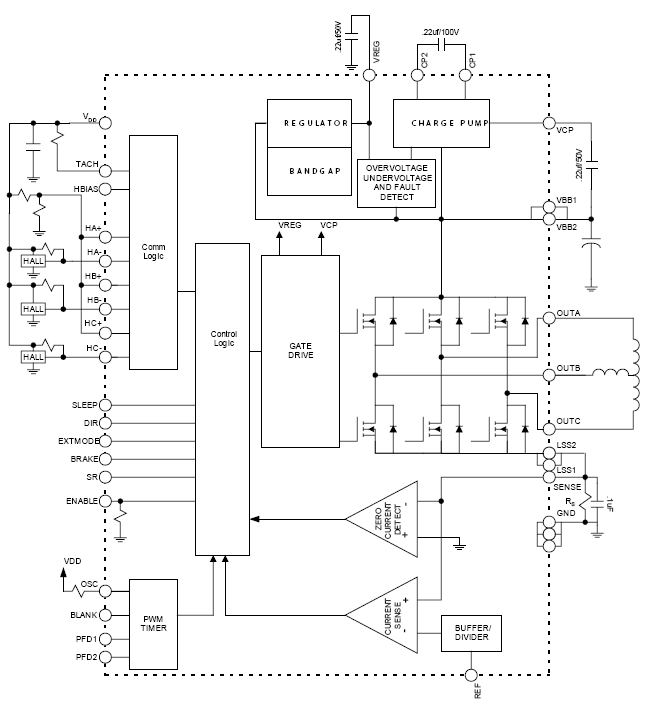 .22uf/50V
VREG
.22uf/100V
CP2
CP1
VDD
REGULATOR
CHARGE PUMP
VCP
TACH
BANDGAP
OVERVOLTAGE
UNDERVOLTAGE
AND FAULT
DETECT
.22uf/50V
HBIAS
VBB1
VBB2
HA+
VREG
VCP
Comm
Logic
HA-
HALL
HB+
HB-
HALL
HC+
HC-
HALL
Control
Logic
GATE
DRIVE
OUTA
OUTB
OUTC
SLEEP
DIR
EXTMODE
BRAKE
SR
ENABLE
LSS2
LSS1
SENSE
RS
.1uF
GND
ZERO
CURRENT
DETECT
-
+
VDD
OSC
BLANK
PFD1
PFD2
PWM
TIMER
CURRENT
SENSE
+
-
BUFFER/
DIVIDER
REF